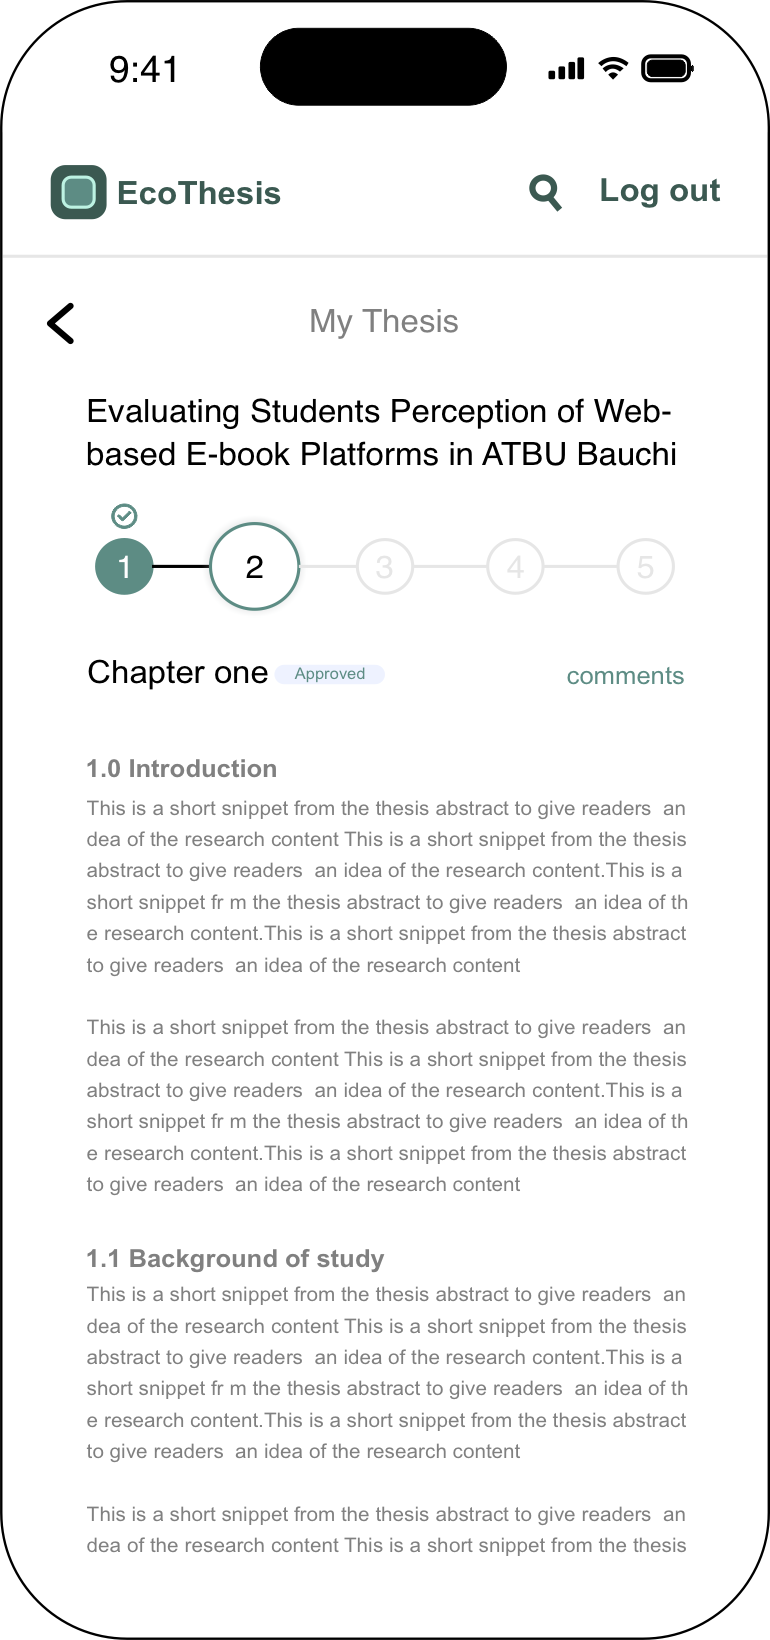 9:41
EcoThesis
Log out
My Thesis
Evaluating Students Perception of Web-
based E-book Platforms in ATBU Bauchi
1 2 3 4 5
Chapter one Approved comments
1.0 Introduction
This is a short snippet from the thesis abstract to give readers  an
dea of the research content This is a short snippet from the thesis
abstract to give readers  an idea of the research content.This is a
short snippet fr m the thesis abstract to give readers  an idea of th
e research content.This is a short snippet from the thesis abstract
to give readers  an idea of the research content
This is a short snippet from the thesis abstract to give readers  an
dea of the research content This is a short snippet from the thesis
abstract to give readers  an idea of the research content.This is a
short snippet fr m the thesis abstract to give readers  an idea of th
e research content.This is a short snippet from the thesis abstract
to give readers  an idea of the research content
1.1 Background of study
This is a short snippet from the thesis abstract to give readers  an
dea of the research content This is a short snippet from the thesis
abstract to give readers  an idea of the research content.This is a
short snippet fr m the thesis abstract to give readers  an idea of th
e research content.This is a short snippet from the thesis abstract
to give readers  an idea of the research content
This is a short snippet from the thesis abstract to give readers  an
dea of the research content This is a short snippet from the thesis